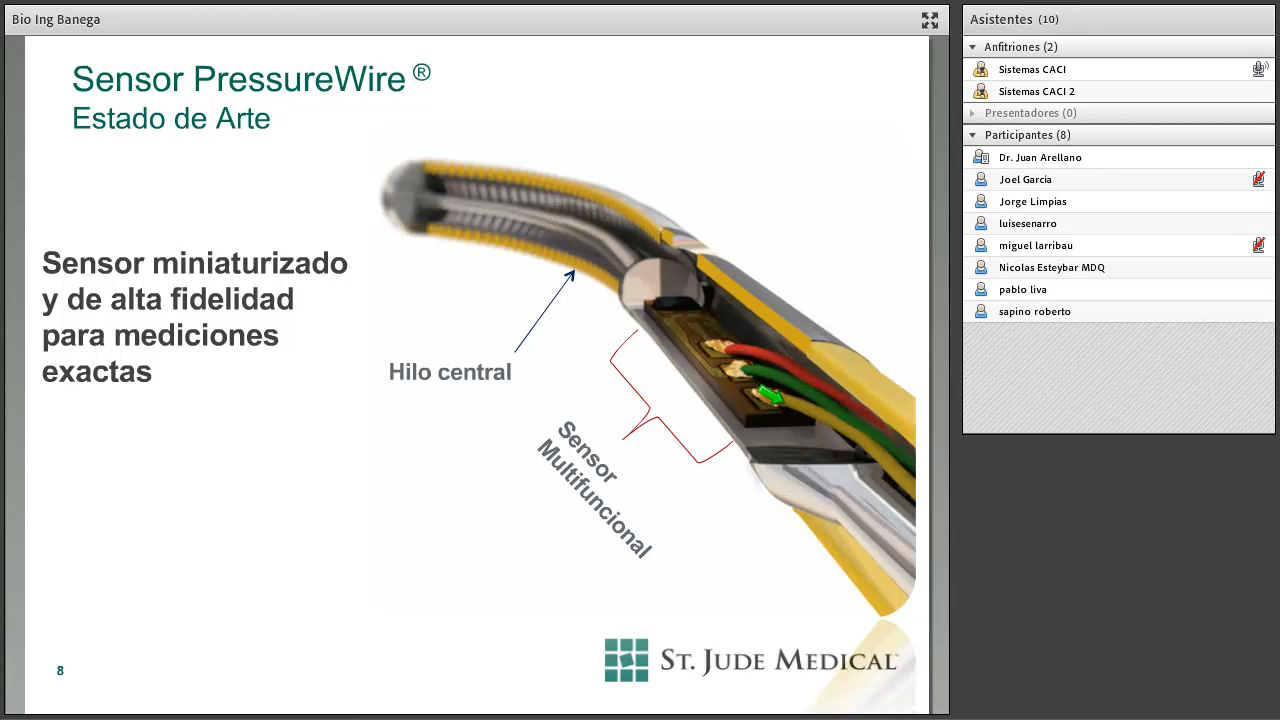 Bio Ing Banega
Sensor PressureWire ®
Estado de Arte
Sensor miniaturizado
y de alta fidelidad
para mediciones
exactas
Hilo central
Sensor
Multifuncional
8
ST. JUDE MEDICAL™
Asistentes (10)
Anfitriones (2)
Sistemas CACI
Sistemas CACI 2
Presentadores (0)
Participantes (8)
Dr. Juan Arellano
Joel Garcia
Jorge Limpias
luisesenarro
miguel larribau
Nicolas Esteybar MDQ
pablo liva
sapino roberto